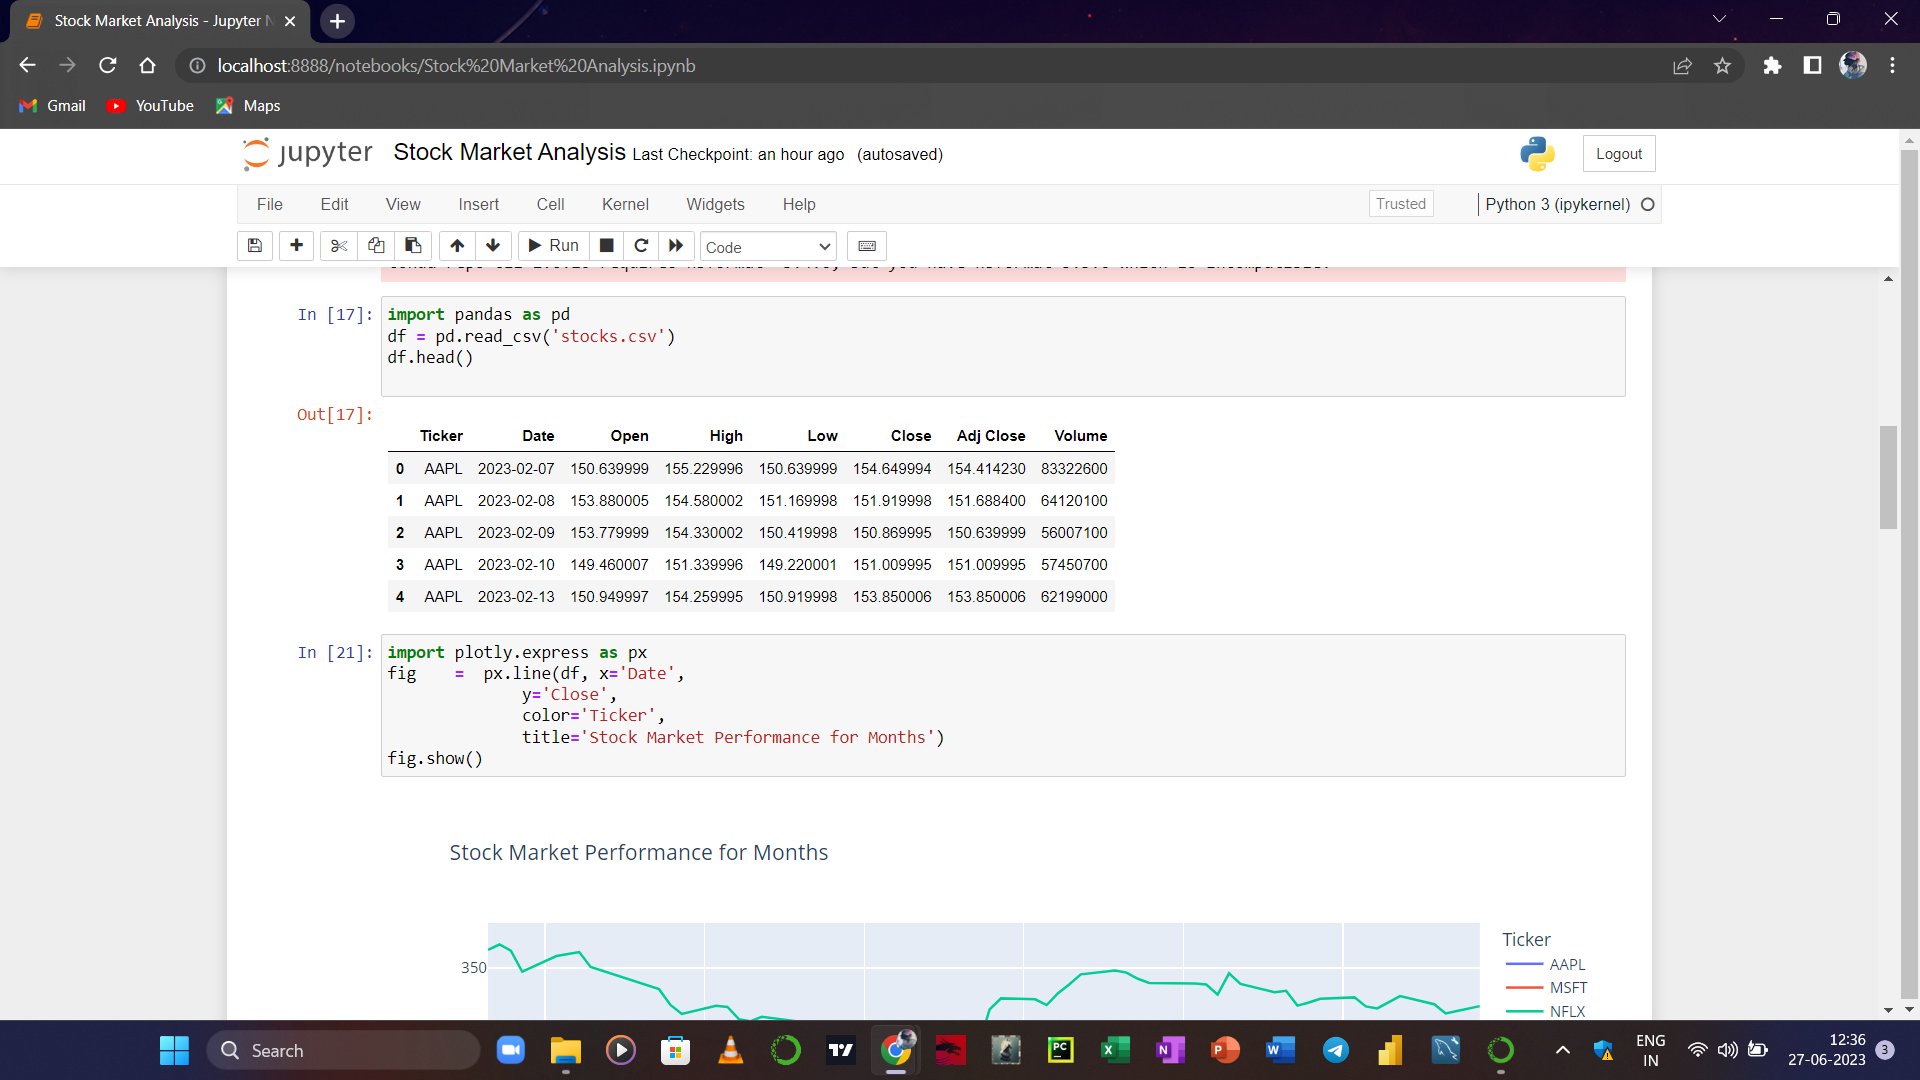 Stock Market Analysis - Jupyter N
localhost:8888/notebooks/Stock%20Market%20Analysis.ipynb
Gmail YouTube Maps
jupyter Stock Market Analysis Last Checkpoint: an hour ago (autosaved) Logout
File Edit View Insert Cell Kernel Widgets Help Trusted Python 3 (ipykernel)
Run Code
In [17]: import pandas as pd
df = pd.read_csv('stocks.csv')
df.head()
Out[17]:
Ticker Date Open High Low Close Adj Close Volume
0 AAPL 2023-02-07 150.639999 155.229996 150.639999 154.649994 154.414230 83322600
1 AAPL 2023-02-08 153.880005 154.580002 151.169998 151.919998 151.688400 64120100
2 AAPL 2023-02-09 153.779999 154.330002 150.419998 150.869995 150.639999 56007100
3 AAPL 2023-02-10 149.460007 151.339996 149.220001 151.009995 151.009995 57450700
4 AAPL 2023-02-13 150.949997 154.259995 150.919998 153.850006 153.850006 62199000
In [21]: import plotly.express as px
fig = px.line(df, x='Date',
y='Close',
color='Ticker',
title='Stock Market Performance for Months')
fig.show()
Stock Market Performance for Months
350
Ticker
AAPL
MSFT
NFLX
Search
PC
ENG
IN
12:36
27-06-2023
3